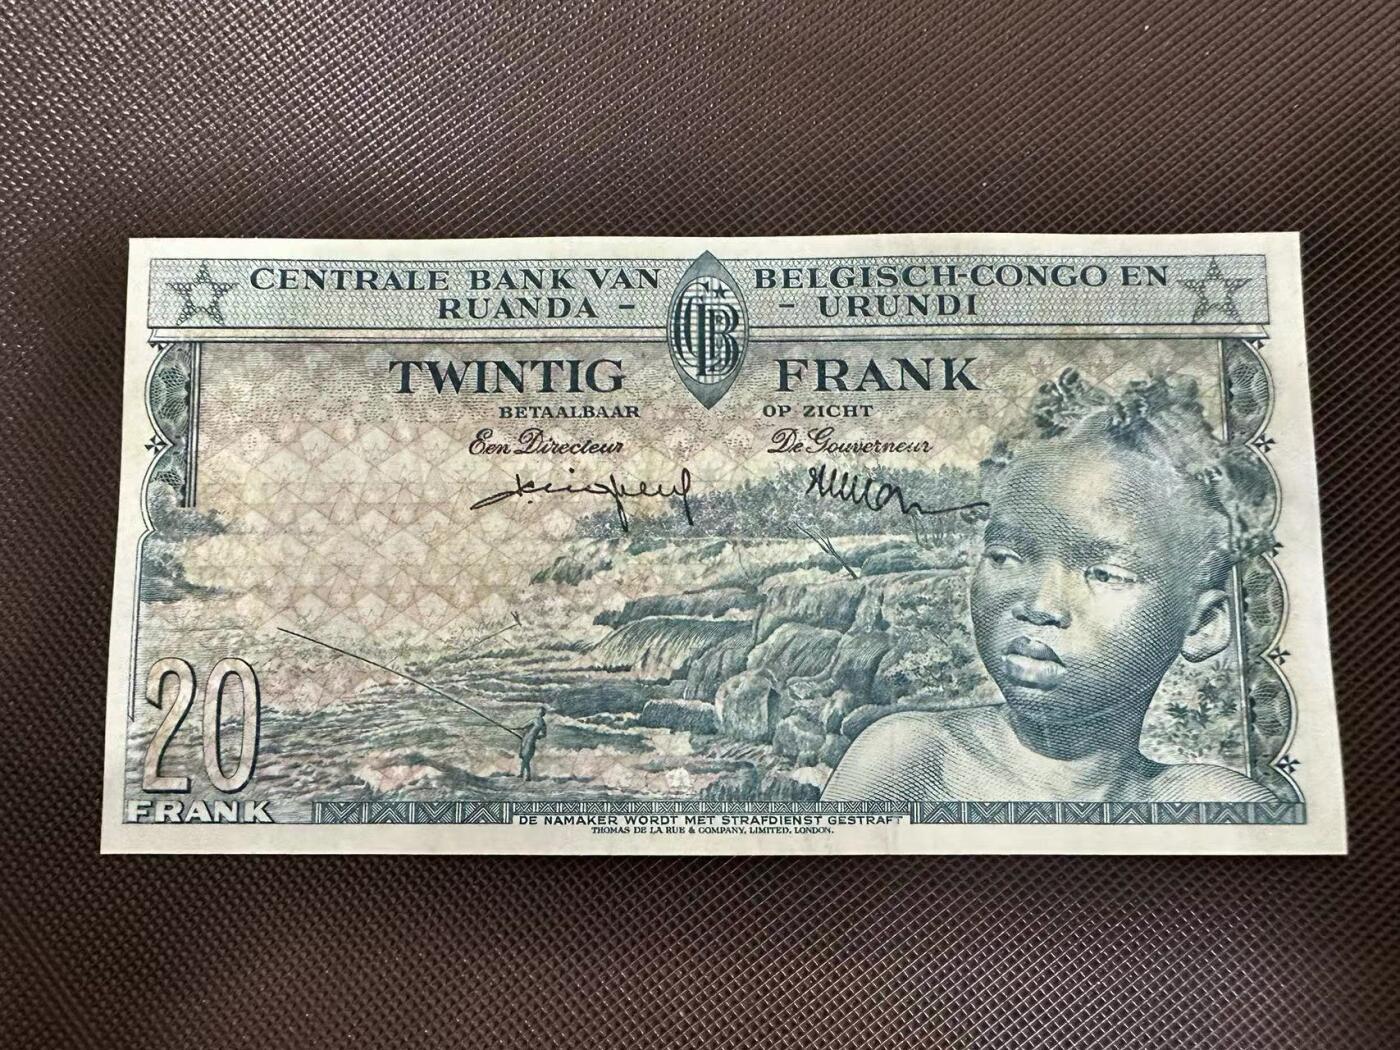 CENTRALE BANK VAN BELGISCH-CONGO EN
RUANDA - - URUNDI
CB
TWINTIG FRANK
BETAALBAAR OP ZICHT
Een Directeur De Gouverneur
20
FRANK
DE NAMAKER WORDT MET STRAFDIENST GESTRAFT
THOMAS DE LA RUE & COMPANY, LIMITED, LONDON.